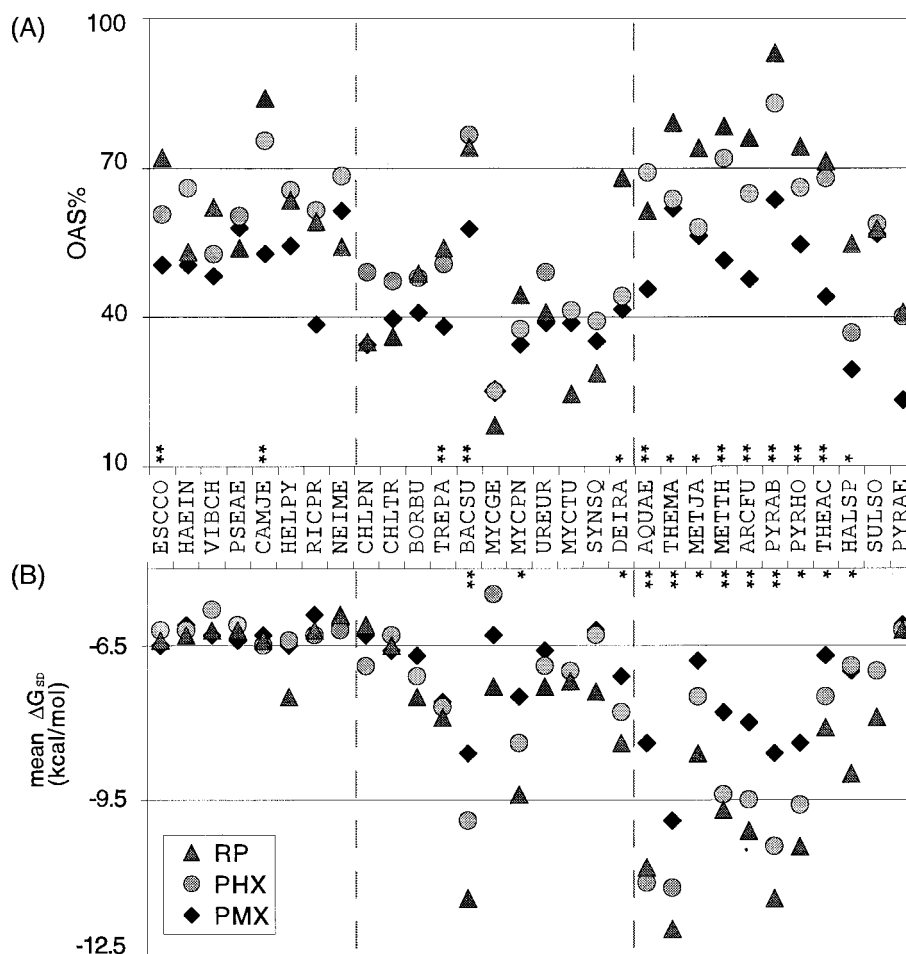 (A)
100
70
40
10
OAS%
** ** ** ** * ** * * ** ** ** ** ** *
ESCCO
HAEIN
VIBCH
PSEAE
CAMJE
HELPY
RICPR
NEIME
CHLPN
CHLTR
BORBU
TREPA
BACSU
MYCGE
MYCPN
UREUR
MYCTU
SYNSQ
DEIRA
AQUAE
THEMA
METJA
METTH
ARCFU
PYRAB
PYRHO
THEAC
HALSP
SULSO
PYRAE
(B)
** * * ** ** * ** ** ** * * *
-6.5
-9.5
-12.5
mean ΔG_SD
(kcal/mol)
RP
PHX
PMX